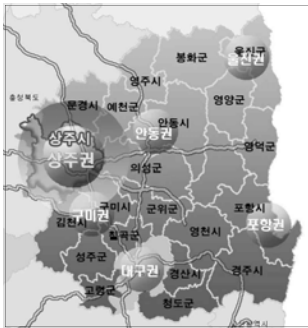 봉화군
울진군
울진권
영주시
충청북도
문경시
예천군
영양군
안동시
안동권
상주시
상주권
영덕군
의성군
구미시
구미권
군위군
포항시
포항권
김천시
칠곡군
영천시
성주군
대구권
경산시
경주시
고령군
청도군